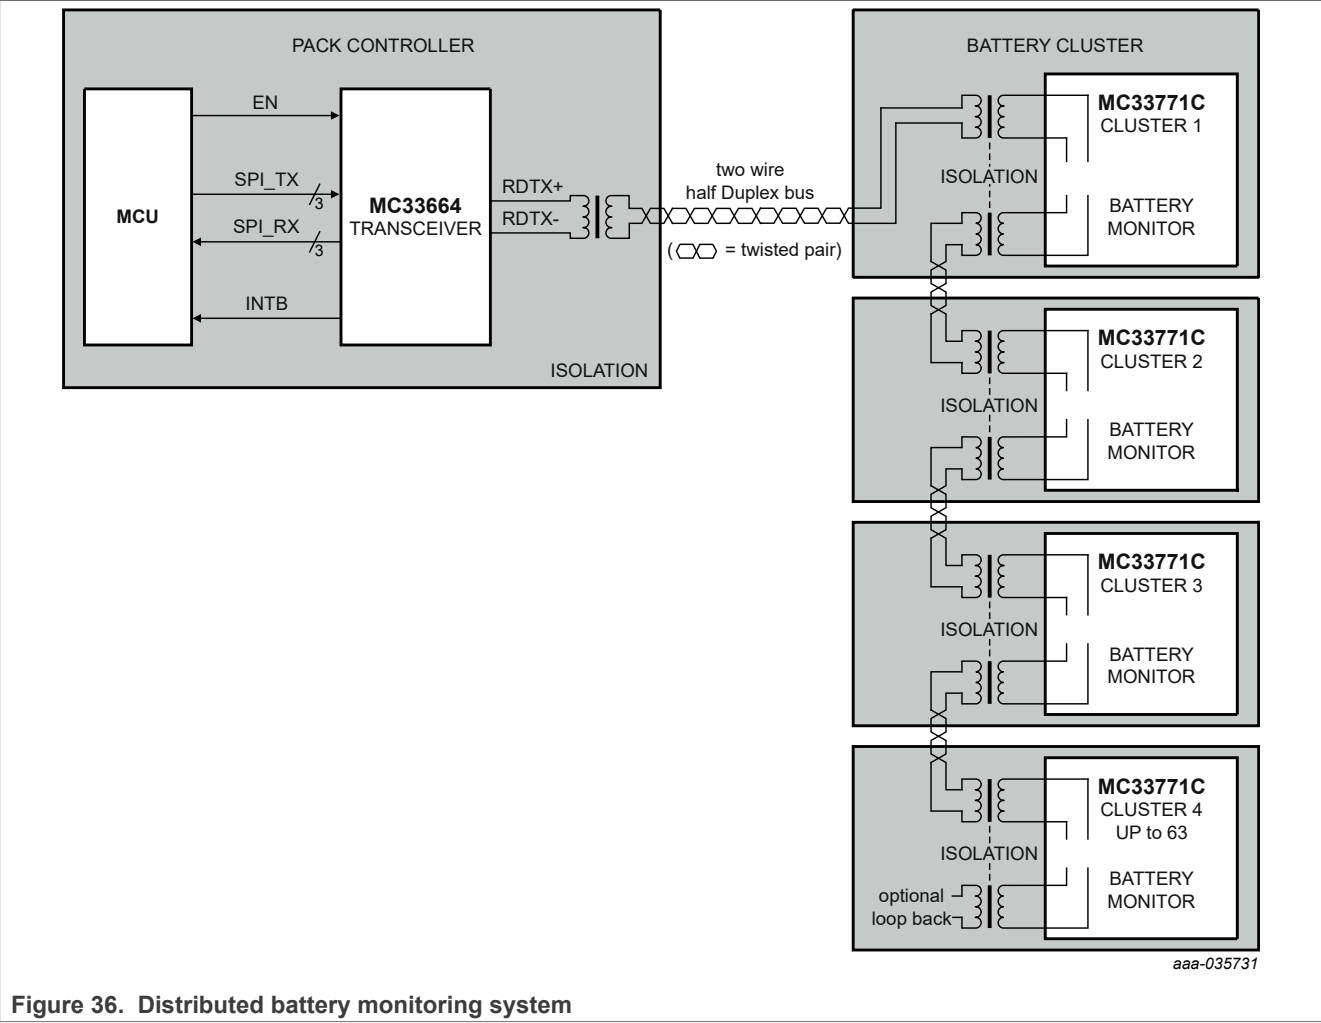 PACK CONTROLLER
MCU
EN
SPI_TX
3
SPI_RX
3
INTB
MC33664
TRANSCEIVER
RDTX+
RDTX-
ISOLATION
two wire
half Duplex bus
( = twisted pair)
BATTERY CLUSTER
MC33771C
CLUSTER 1
ISOLATION
BATTERY
MONITOR
MC33771C
CLUSTER 2
ISOLATION
BATTERY
MONITOR
MC33771C
CLUSTER 3
ISOLATION
BATTERY
MONITOR
MC33771C
CLUSTER 4
UP to 63
ISOLATION
BATTERY
MONITOR
optional
loop back
aaa-035731
Figure 36. Distributed battery monitoring system